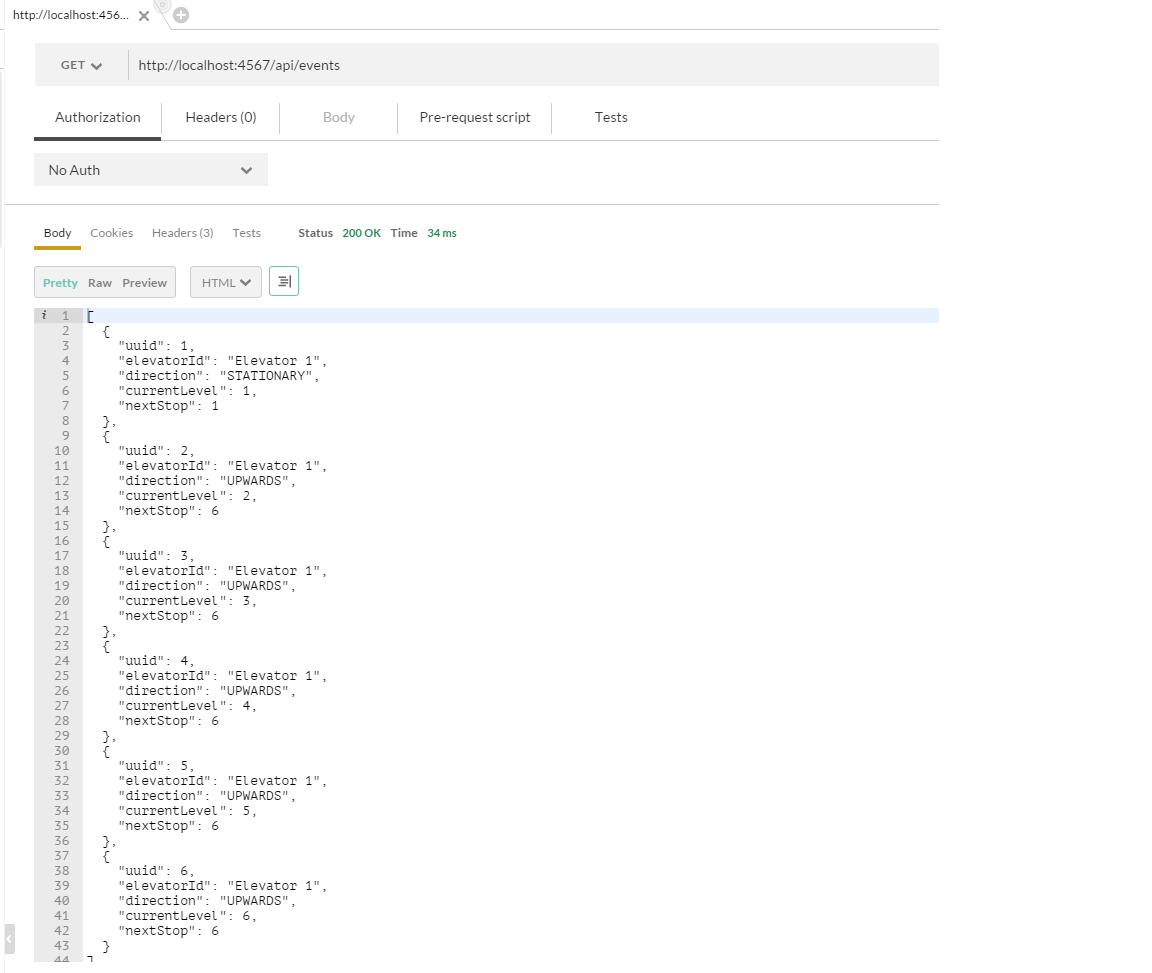 http://localhost:456...
GET http://localhost:4567/api/events
Authorization Headers (0) Body Pre-request script Tests
No Auth
Body Cookies Headers (3) Tests Status 200 OK Time 34 ms
Pretty Raw Preview HTML
i 1 [
2 {
3 "uuid": 1,
4 "elevatorId": "Elevator 1",
5 "direction": "STATIONARY",
6 "currentLevel": 1,
7 "nextStop": 1
8 },
9 {
10 "uuid": 2,
11 "elevatorId": "Elevator 1",
12 "direction": "UPWARDS",
13 "currentLevel": 2,
14 "nextStop": 6
15 },
16 {
17 "uuid": 3,
18 "elevatorId": "Elevator 1",
19 "direction": "UPWARDS",
20 "currentLevel": 3,
21 "nextStop": 6
22 },
23 {
24 "uuid": 4,
25 "elevatorId": "Elevator 1",
26 "direction": "UPWARDS",
27 "currentLevel": 4,
28 "nextStop": 6
29 },
30 {
31 "uuid": 5,
32 "elevatorId": "Elevator 1",
33 "direction": "UPWARDS",
34 "currentLevel": 5,
35 "nextStop": 6
36 },
37 {
38 "uuid": 6,
39 "elevatorId": "Elevator 1",
40 "direction": "UPWARDS",
41 "currentLevel": 6,
42 "nextStop": 6
43 }
44 ]